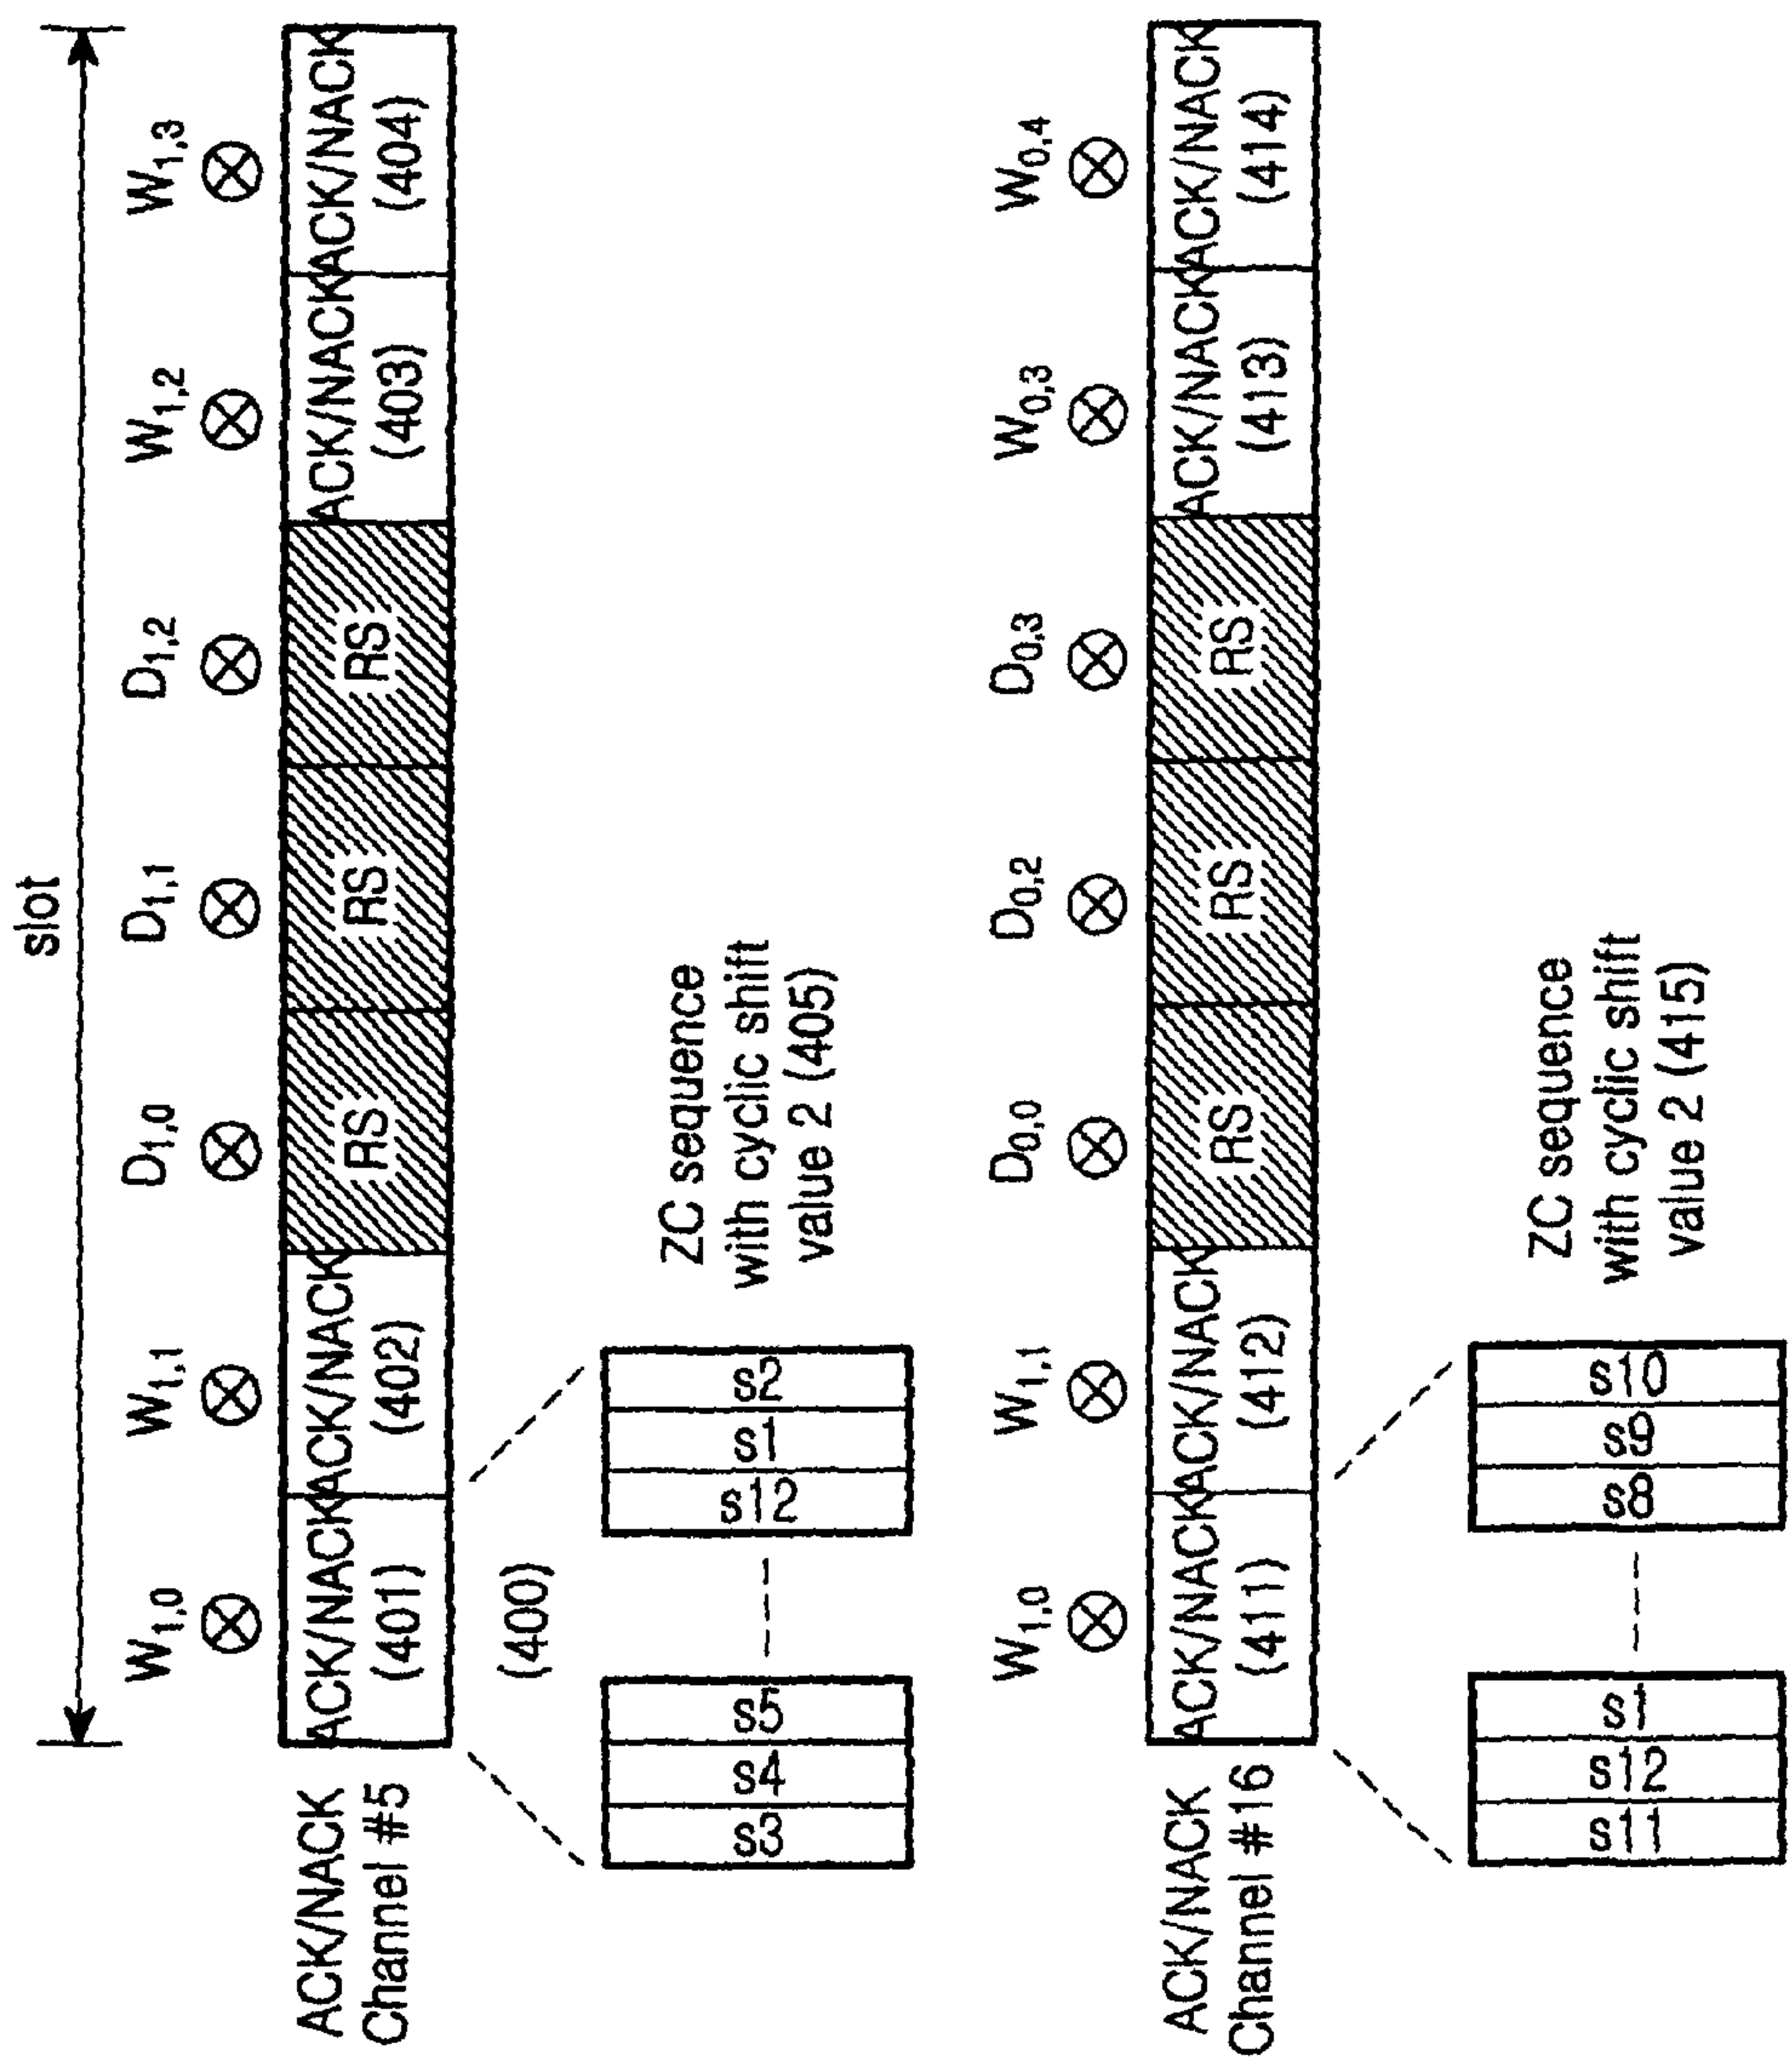 slot
W1,0 W1,1 D1,0 D1,1 D1,2 W1,2 W1,3
ACK/NACK
Channel #5
ACK/NACK ACK/NACK RS RS RS ACK/NACK ACK/NACK
(401) (402) (403) (404)
(400)
s3 s4 s5 s12 s1 s2
ZC sequence
with cyclic shift
value 2 (405)
W1,0 W1,1 D0,0 D0,2 D0,3 W0,3 W0,4
ACK/NACK
Channel #16
ACK/NACK ACK/NACK RS RS RS ACK/NACK ACK/NACK
(411) (412) (413) (414)
s11 s12 s1 s8 s9 s10
ZC sequence
with cyclic shift
value 2 (415)